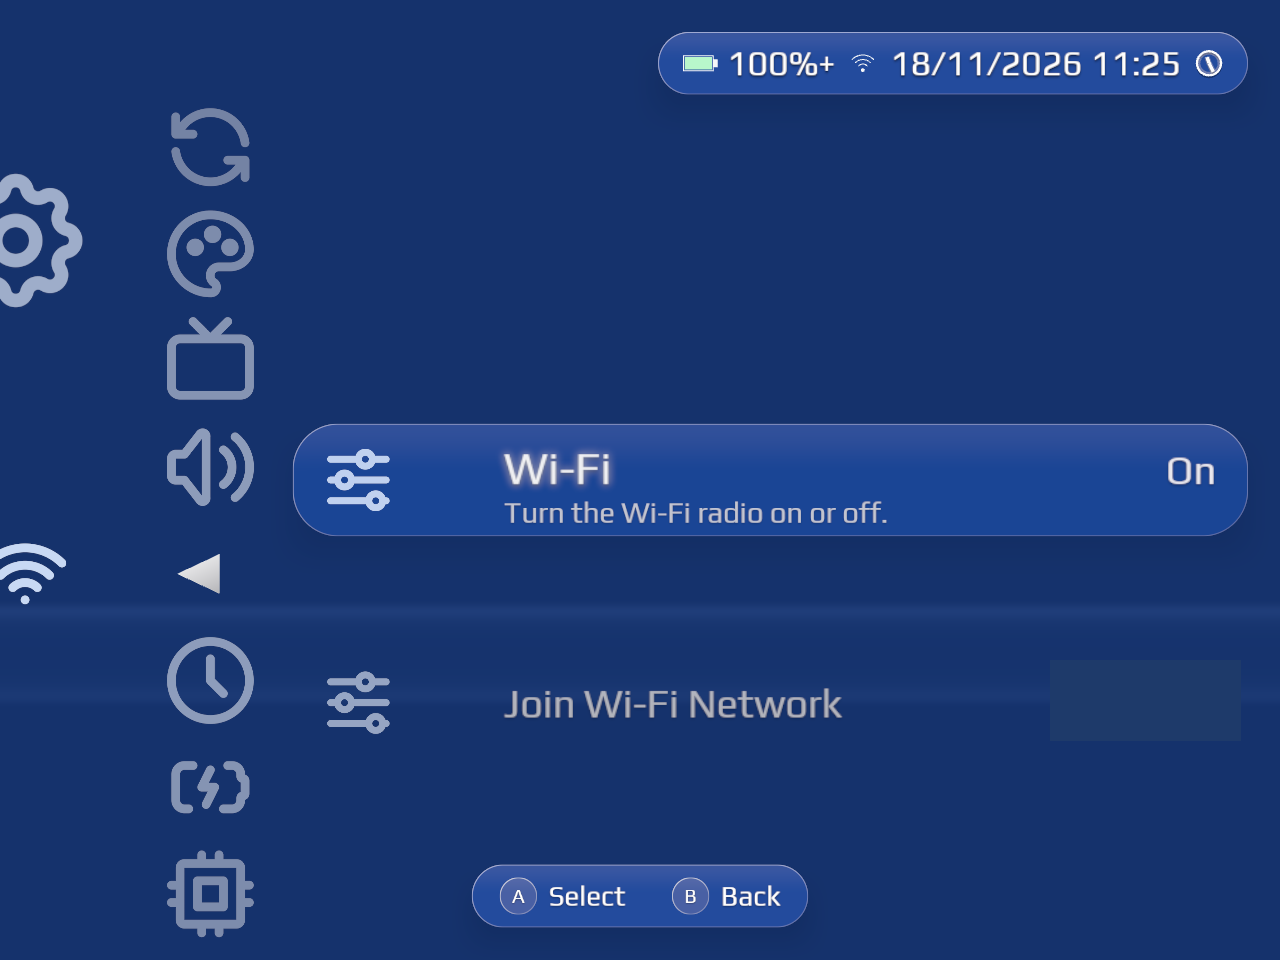 100%+ 18/11/2026 11:25
Wi-Fi
On
Turn the Wi-Fi radio on or off.
Join Wi-Fi Network
A Select B Back